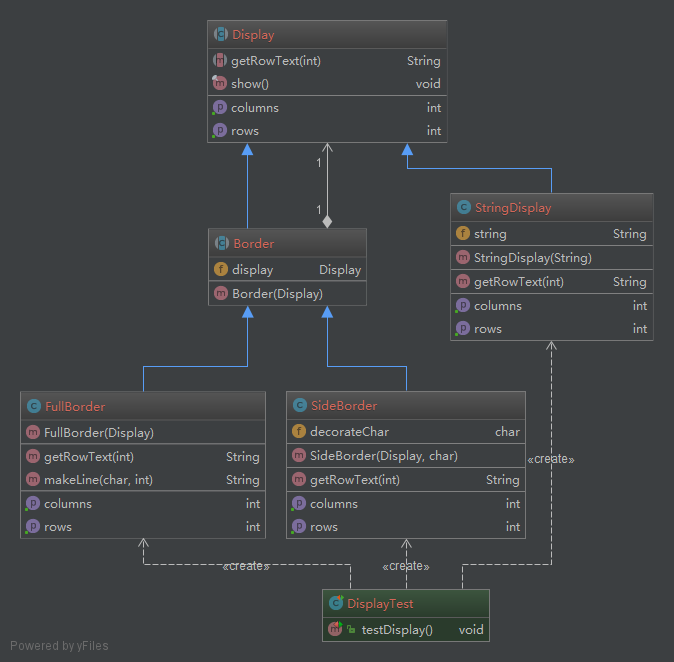 Display
getRowText(int) String
show() void
columns int
rows int
1
1
StringDisplay
string String
StringDisplay(String)
getRowText(int) String
columns int
rows int
Border
display Display
Border(Display)
FullBorder
FullBorder(Display)
getRowText(int) String
makeLine(char, int) String
columns int
rows int
SideBorder
decorateChar char
SideBorder(Display, char)
getRowText(int) String
columns int
rows int
«create»
«create»
«create»
DisplayTest
testDisplay() void
Powered by yFiles